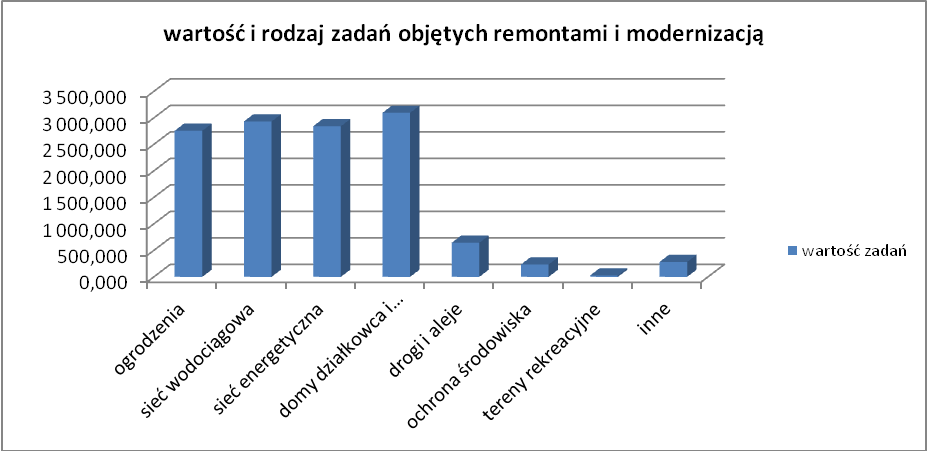 wartość i rodzaj zadań objętych remontami i modernizacją
3 500,000
3 000,000
2 500,000
2 000,000
1 500,000
1 000,000
500,000
0,000
ogrodzenia
sieć wodociągowa
sieć energetyczna
domy działkowca i...
drogi i aleje
ochrona środowiska
tereny rekreacyjne
inne
wartość zadań